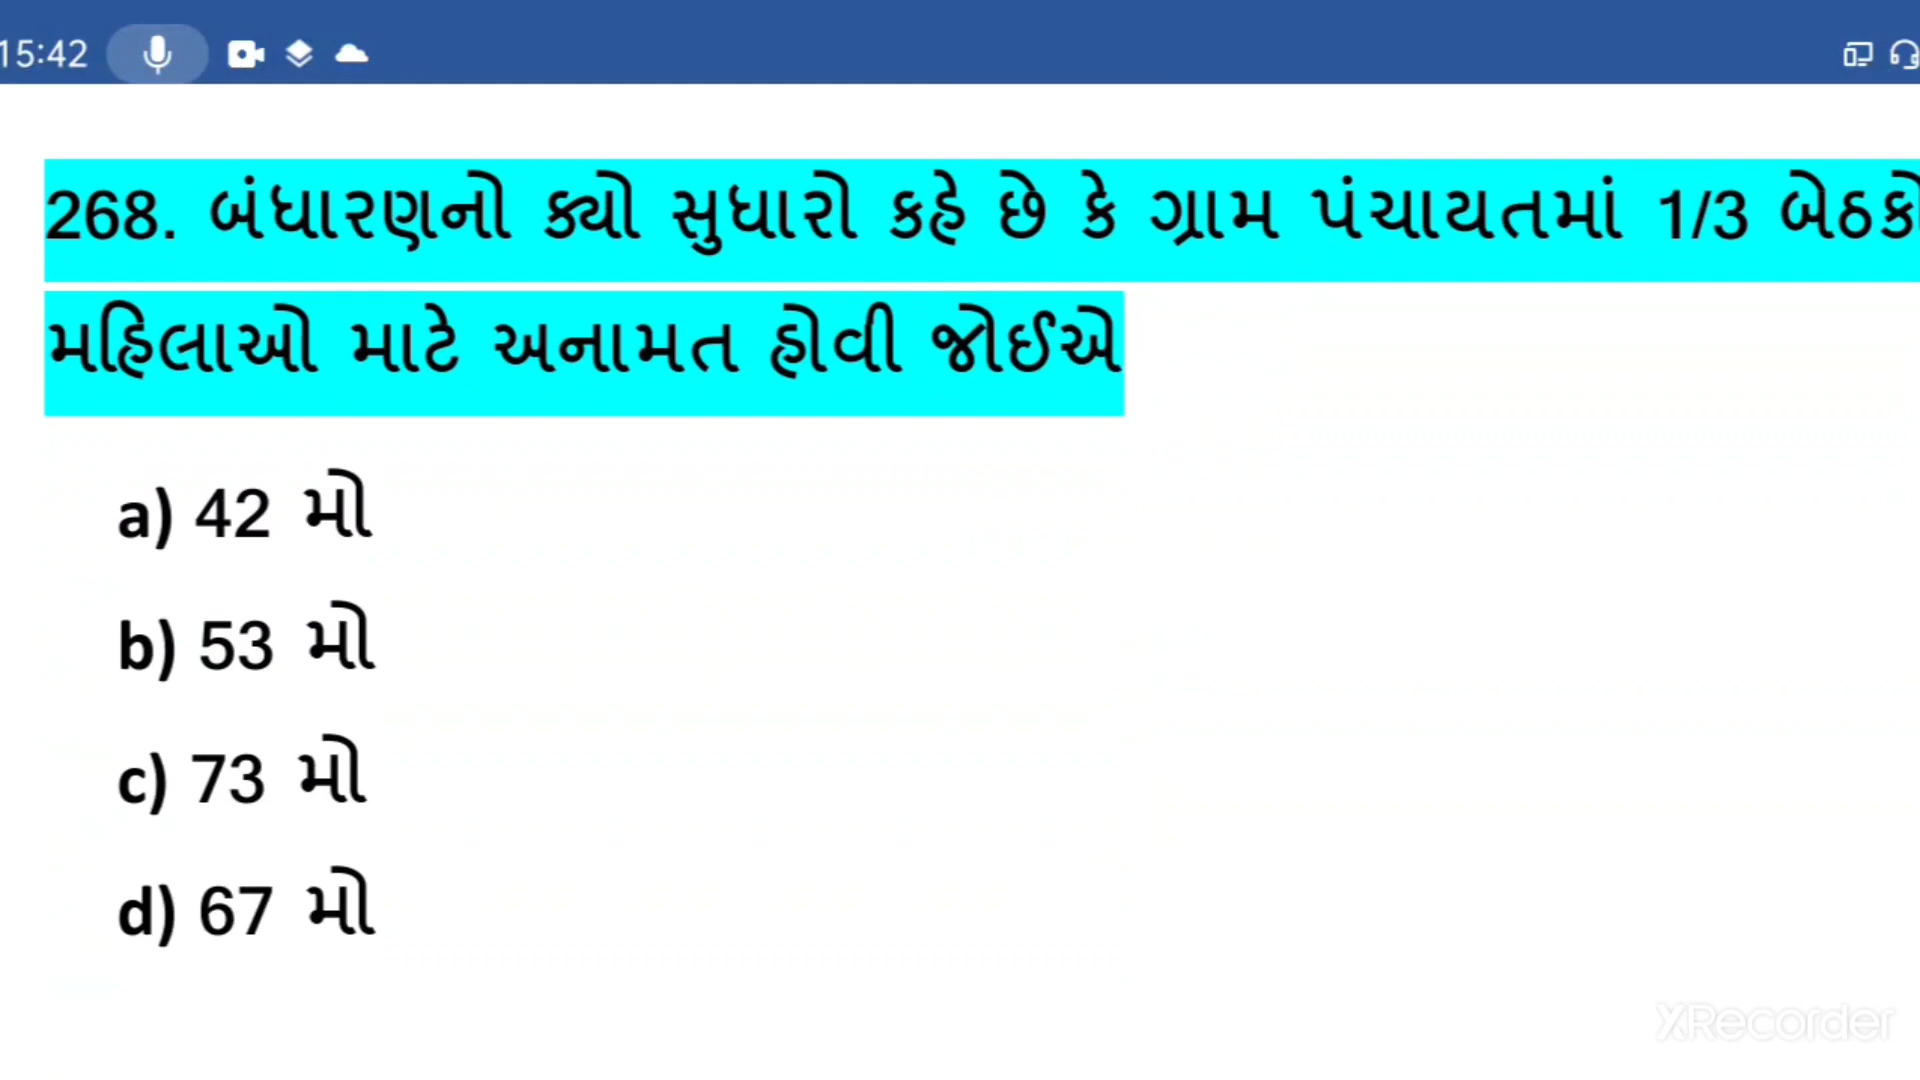 15:42
268. બંધારણનો ક્યો સુધારો કહે છે કે ગ્રામ પંચાયતમાં 1/3 બેઠકો
મહિલાઓ માટે અનામત હોવી જોઈએ
a) 42 મો
b) 53 મો
c) 73 મો
d) 67 મો
XRecorder